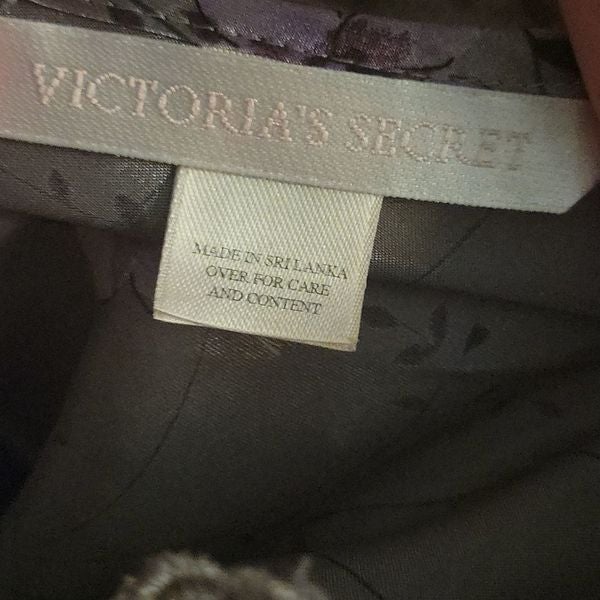 VICTORIA'S SECRET
MADE IN SRI LANKA
OVER FOR CARE
AND CONTENT